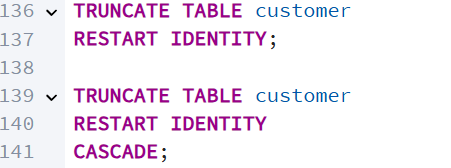 136 TRUNCATE TABLE customer
137 RESTART IDENTITY;
138
139 TRUNCATE TABLE customer
140 RESTART IDENTITY
141 CASCADE;